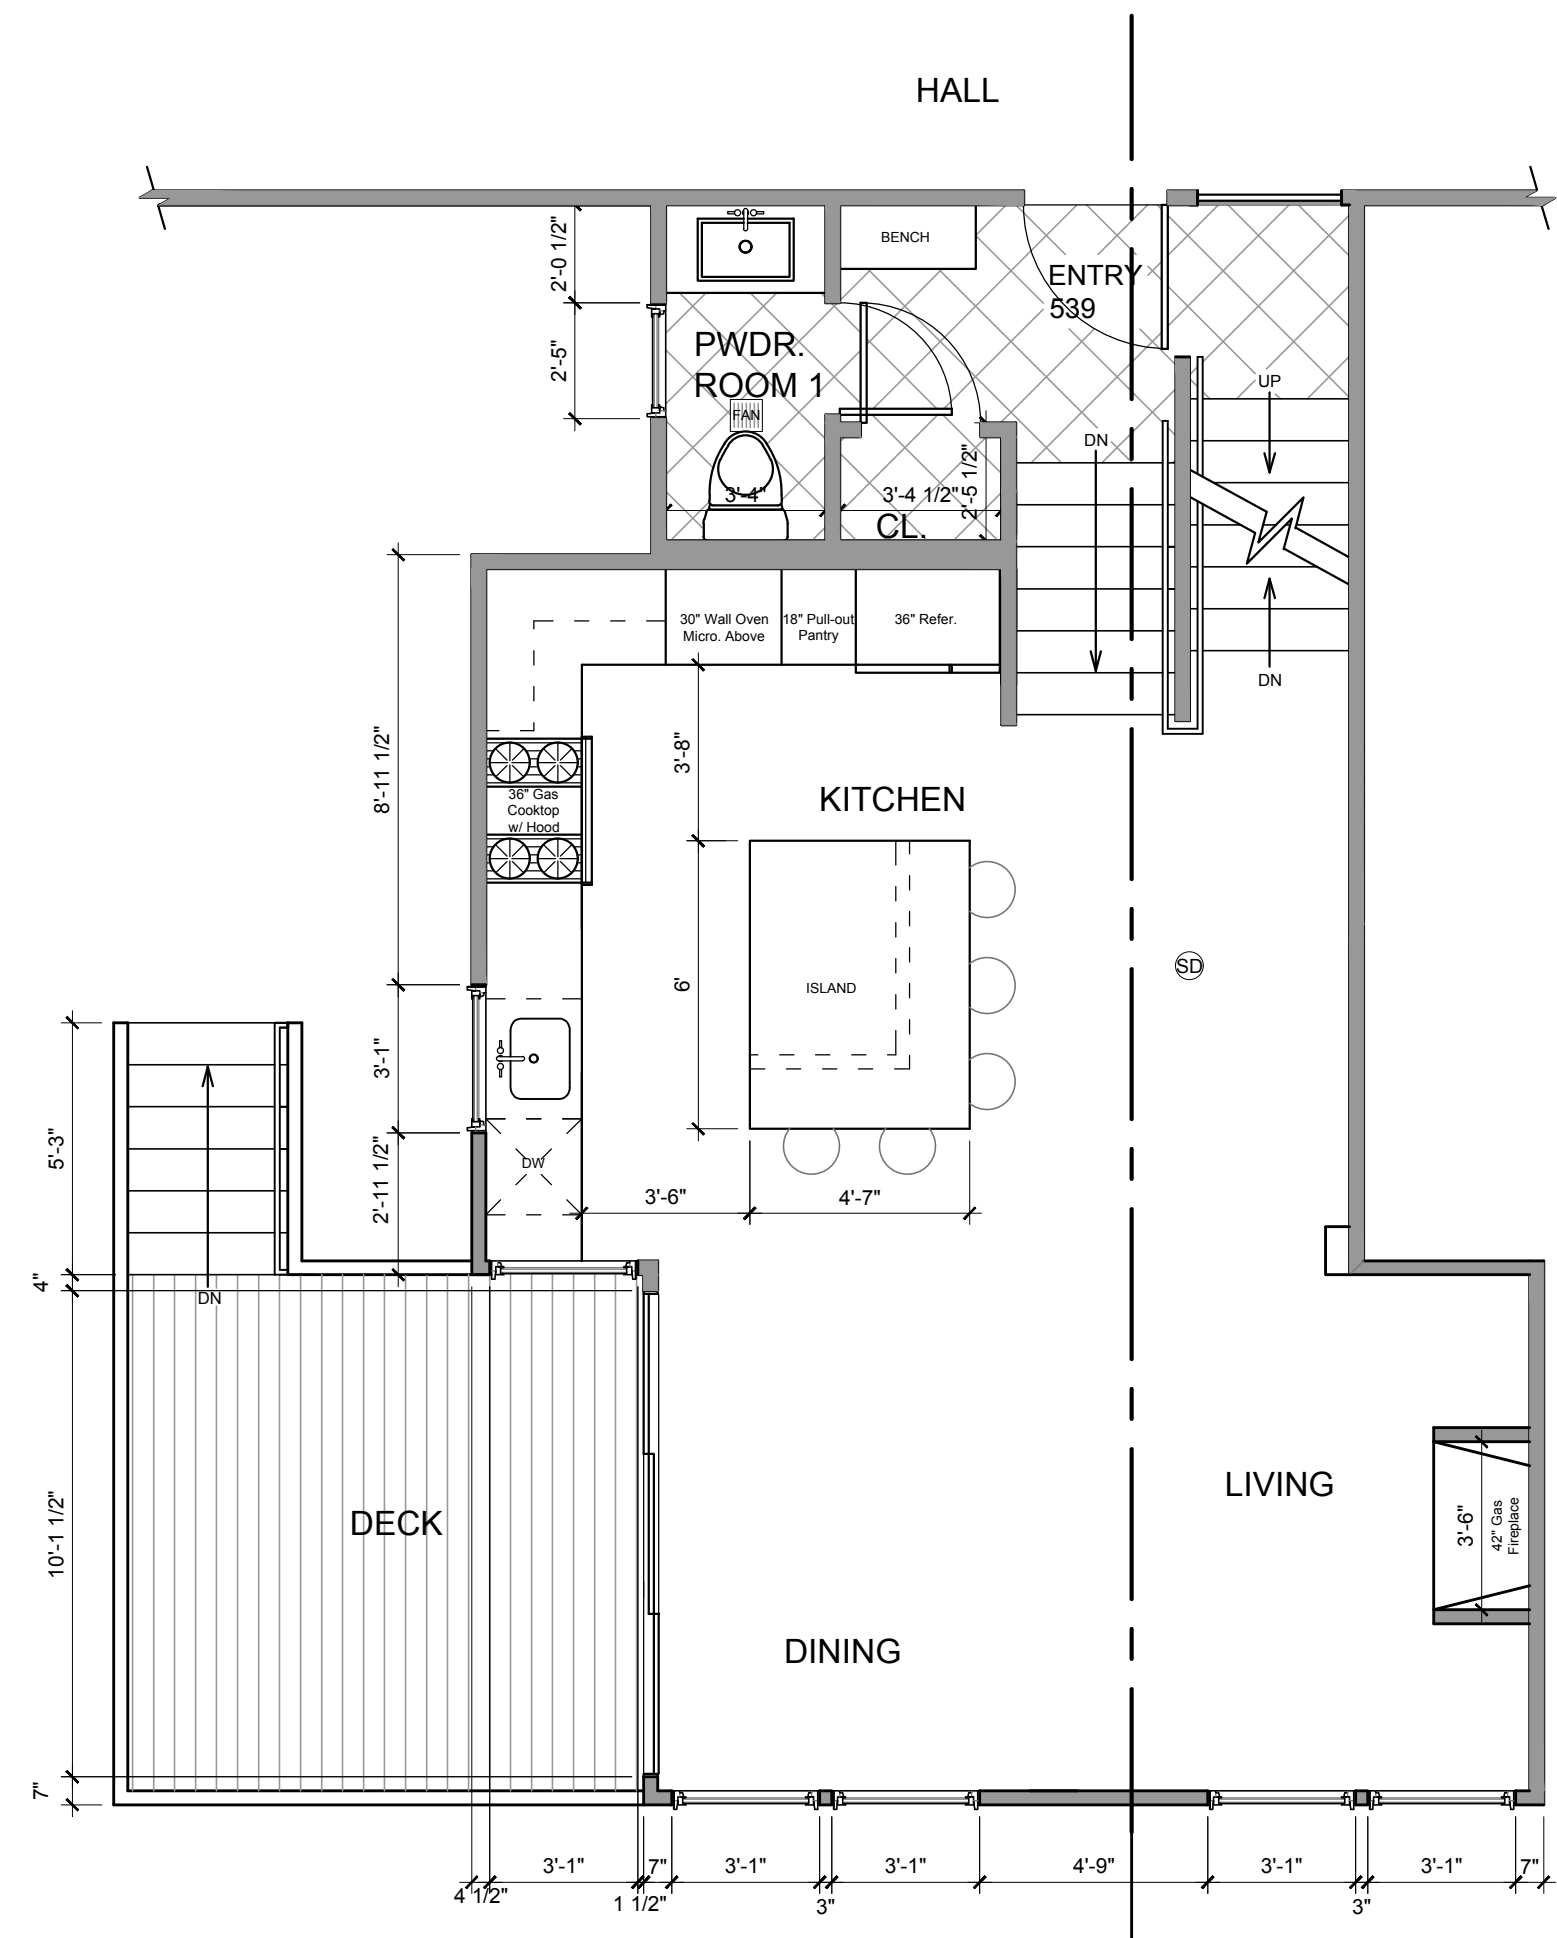 HALL
BENCH
2'-0 1/2"
ENTRY
539
PWDR.
ROOM 1
2'-5"
FAN
UP
DN
3'-4"
3'-4 1/2"
2'-5 1/2"
CL.
30" Wall Oven
Micro. Above
18" Pull-out
Pantry
36" Refer.
DN
8'-11 1/2"
3'-8"
KITCHEN
36" Gas
Cooktop
w/ Hood
SD
6'
ISLAND
3'-1"
5'-3"
2'-11 1/2"
DW
3'-6"
4'-7"
4"
DN
LIVING
DECK
10'-1 1/2"
3'-6"
42" Gas
Fireplace
DINING
7"
3'-1"
7"
3'-1"
3'-1"
4'-9"
3'-1"
3'-1"
7"
4 1/2"
1 1/2"
3"
3"